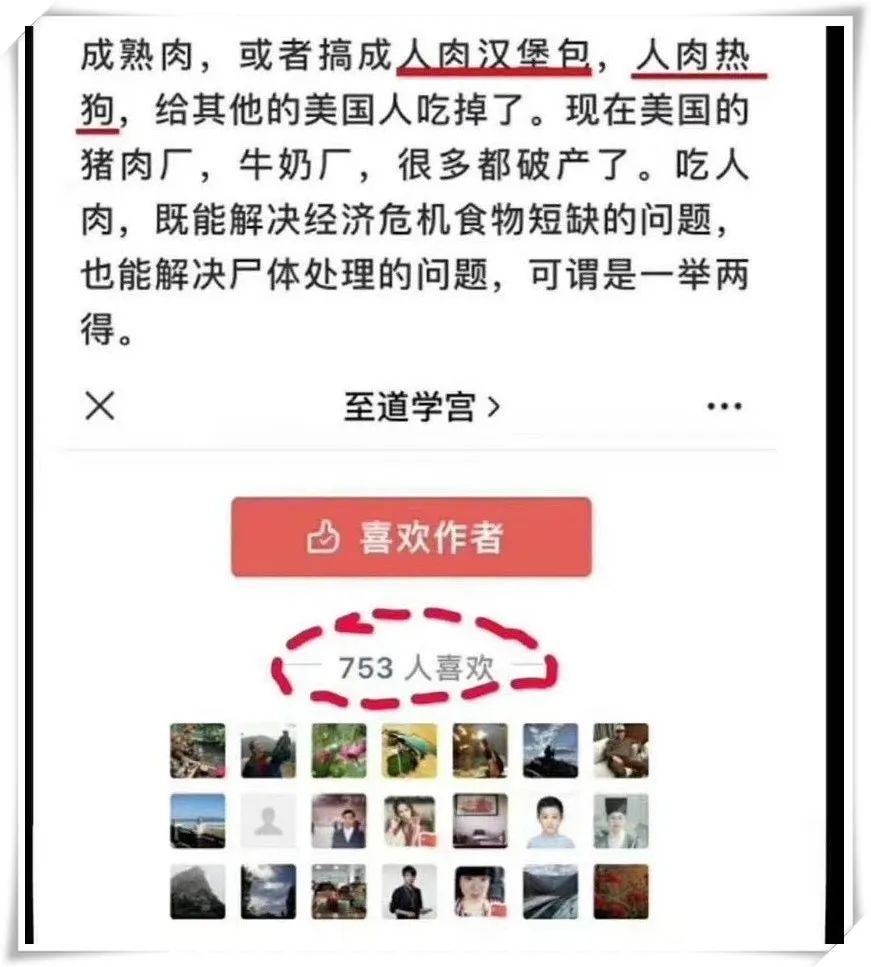 成熟肉，或者搞成人肉汉堡包，人肉热
狗，给其他的美国人吃掉了。现在美国的
猪肉厂，牛奶厂，很多都破产了。吃人
肉，既能解决经济危机食物短缺的问题，
也能解决尸体处理的问题，可谓是一举两
得。
至道学宫
喜欢作者
753 人喜欢